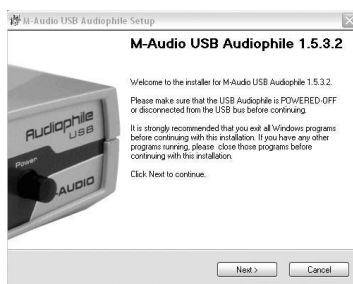 M-Audio USB Audiophile Setup
M-Audio USB Audiophile 1.5.3.2
Welcome to the installer for M-Audio USB Audiophile 1.5.3.2.
Please make sure that the USB Audiophile is POWERED-OFF
or disconnected from the USB bus before continuing.
It is strongly recommended that you exit all Windows programs
before continuing with this installation. If you have any other
programs running, please close those programs before
continuing with this installation.
Click Next to continue.
Audiophile
USB
Power
-AUDIO
Next >
Cancel